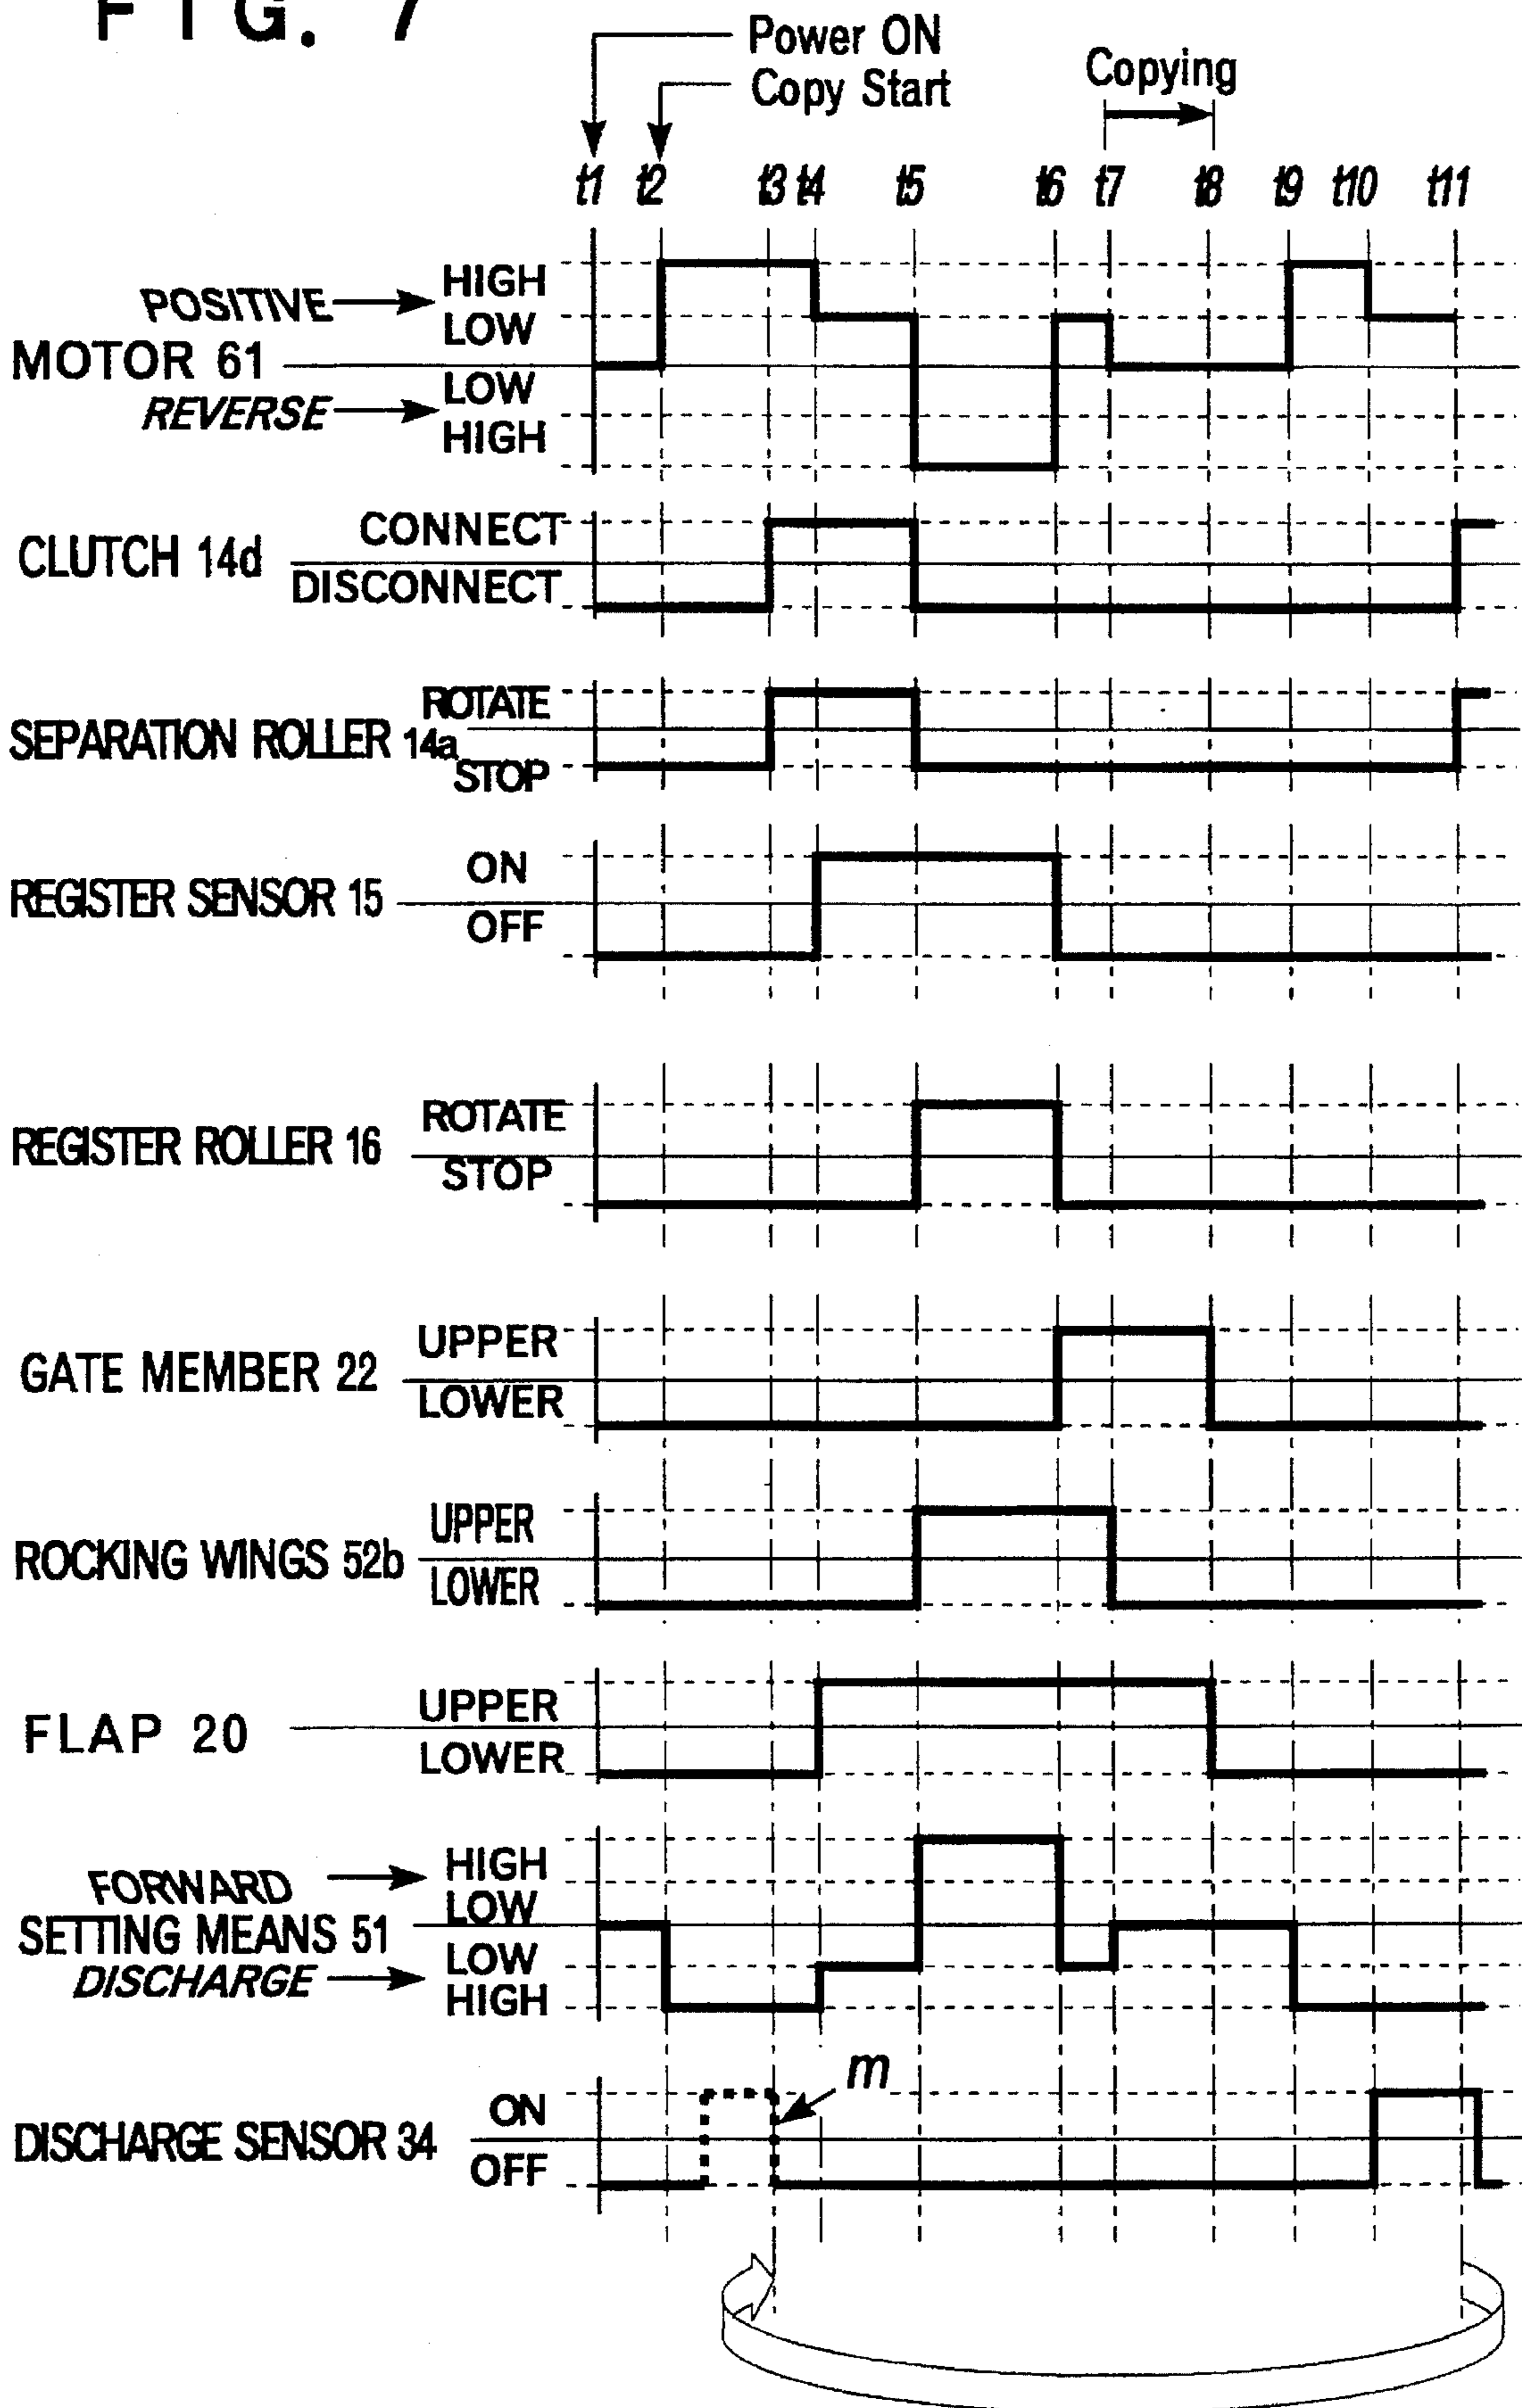 FIG. 7
Power ON
Copy Start
Copying
t1 t2 t3 t4 t5 t6 t7 t8 t9 t10 t11
POSITIVE
HIGH
LOW
MOTOR 61
REVERSE
LOW
HIGH
CLUTCH 14d
CONNECT
DISCONNECT
SEPARATION ROLLER 14a
ROTATE
STOP
REGISTER SENSOR 15
ON
OFF
REGISTER ROLLER 16
ROTATE
STOP
GATE MEMBER 22
UPPER
LOWER
ROCKING WINGS 52b
UPPER
LOWER
FLAP 20
UPPER
LOWER
FORWARD
HIGH
LOW
SETTING MEANS 51
DISCHARGE
LOW
HIGH
m
DISCHARGE SENSOR 34
ON
OFF